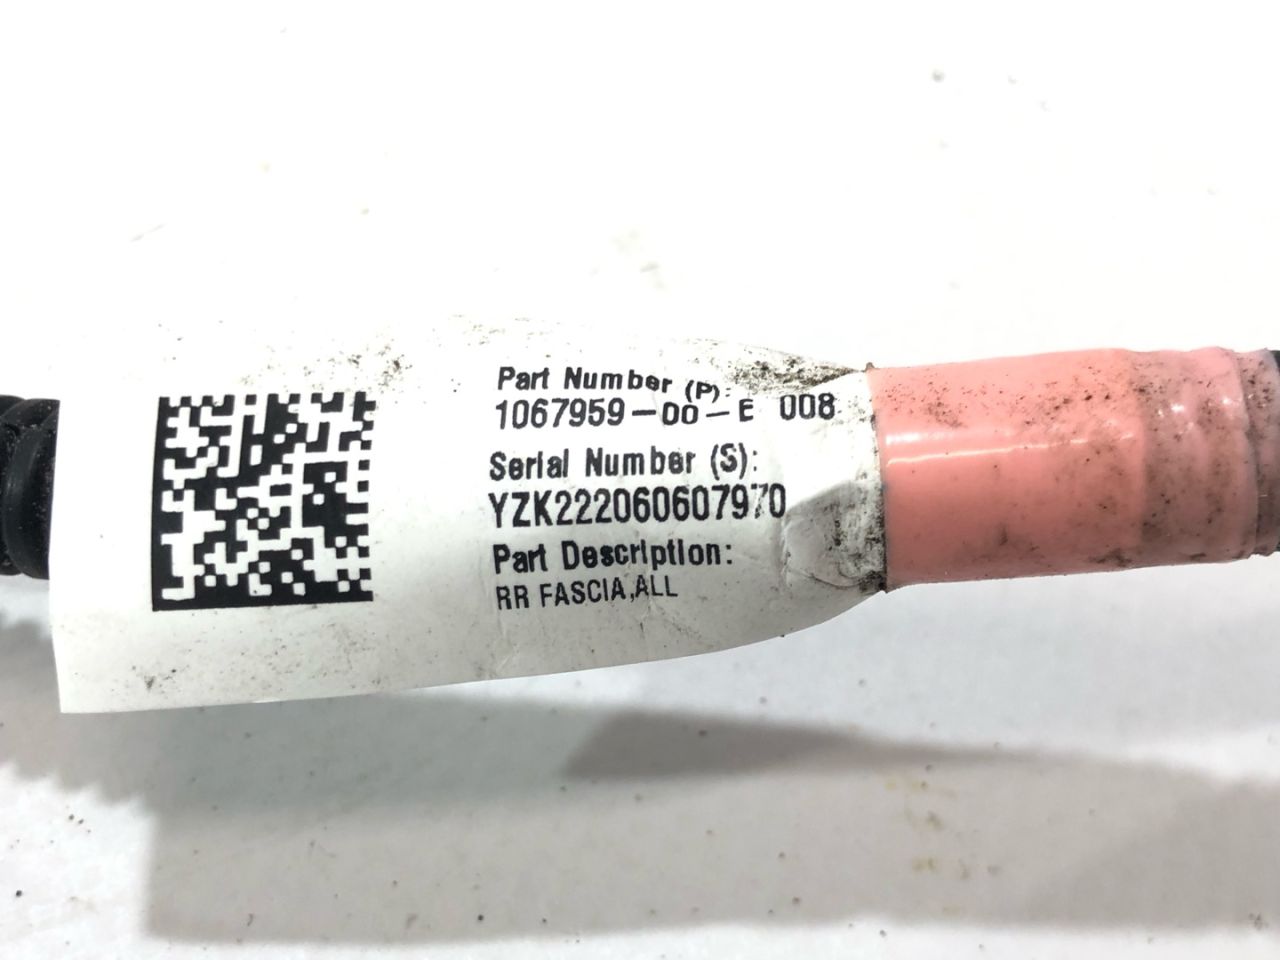 Part Number (P):
1067959-00-E 008
Serial Number (S):
YZK222060607970
Part Description:
RR FASCIA,ALL